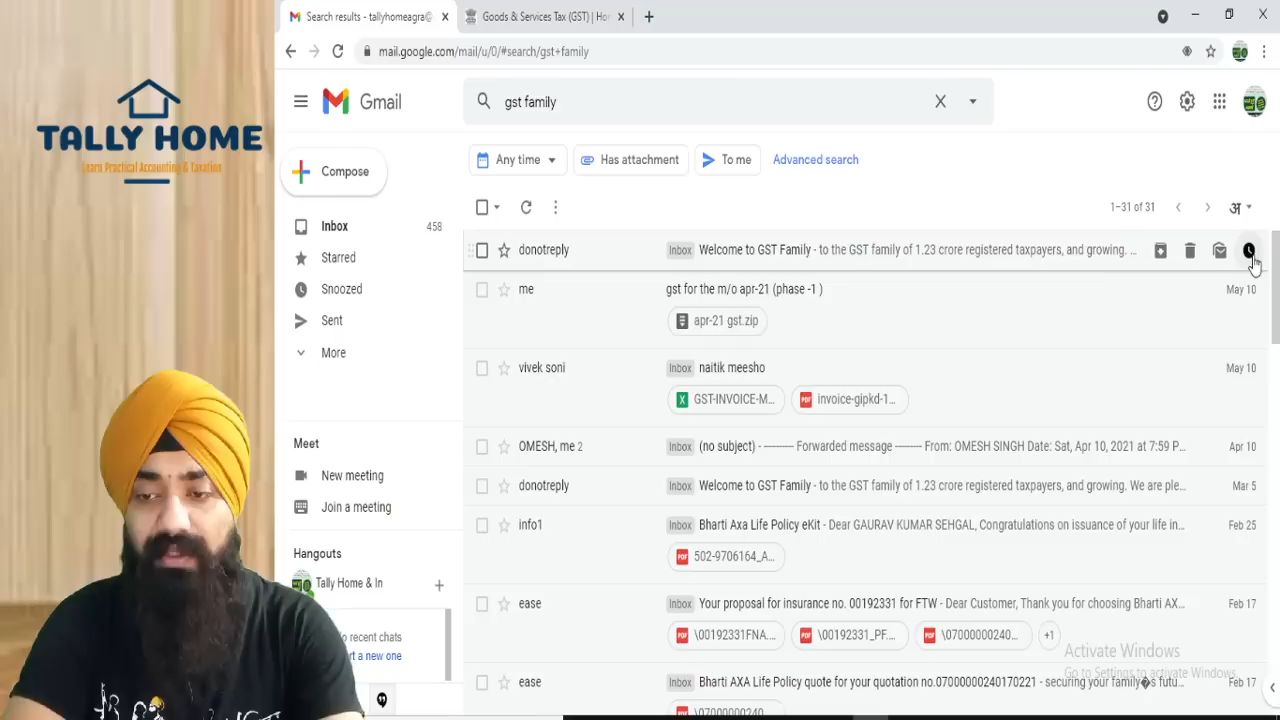 Search results - tallyhomeagra@
Goods & Services Tax (GST) | Ho
mail.google.com/mail/u/0/#search/gst+family
TALLY HOME
Learn Practical Accounting & Taxation
Gmail
gst family
Compose
Any time
Has attachment
To me
Advanced search
Inbox 458
Starred
Snoozed
Sent
More
1–31 of 31
अ
donotreply Inbox Welcome to GST Family - to the GST family of 1.23 crore registered taxpayers, and growing. ...
me gst for the m/o apr-21 (phase -1 ) May 10
apr-21 gst.zip
vivek soni Inbox naitik meesho May 10
GST-INVOICE-M... invoice-gipkd-1...
OMESH, me 2 Inbox (no subject) - ---------- Forwarded message --------- From: OMESH SINGH Date: Sat, Apr 10, 2021 at 7:59 P... Apr 10
donotreply Inbox Welcome to GST Family - to the GST family of 1.23 crore registered taxpayers, and growing. We are ple... Mar 5
info1 Inbox Bharti Axa Life Policy eKit - Dear GAURAV KUMAR SEHGAL, Congratulations on issuance of your life in... Feb 25
502-9706164_A...
ease Inbox Your proposal for insurance no. 00192331 for FTW - Dear Customer, Thank you for choosing Bharti AX... Feb 17
\00192331FNA.... \00192331_PF.... \07000000240... +1
ease Inbox Bharti AXA Life Policy quote for your quotation no.07000000240170221 - securing your family�s futu... Feb 17
\07000000240
Meet
New meeting
Join a meeting
Hangouts
Tally Home & In
o recent chats
rt a new one
Activate Windows
Go to Settings to activate Windows.